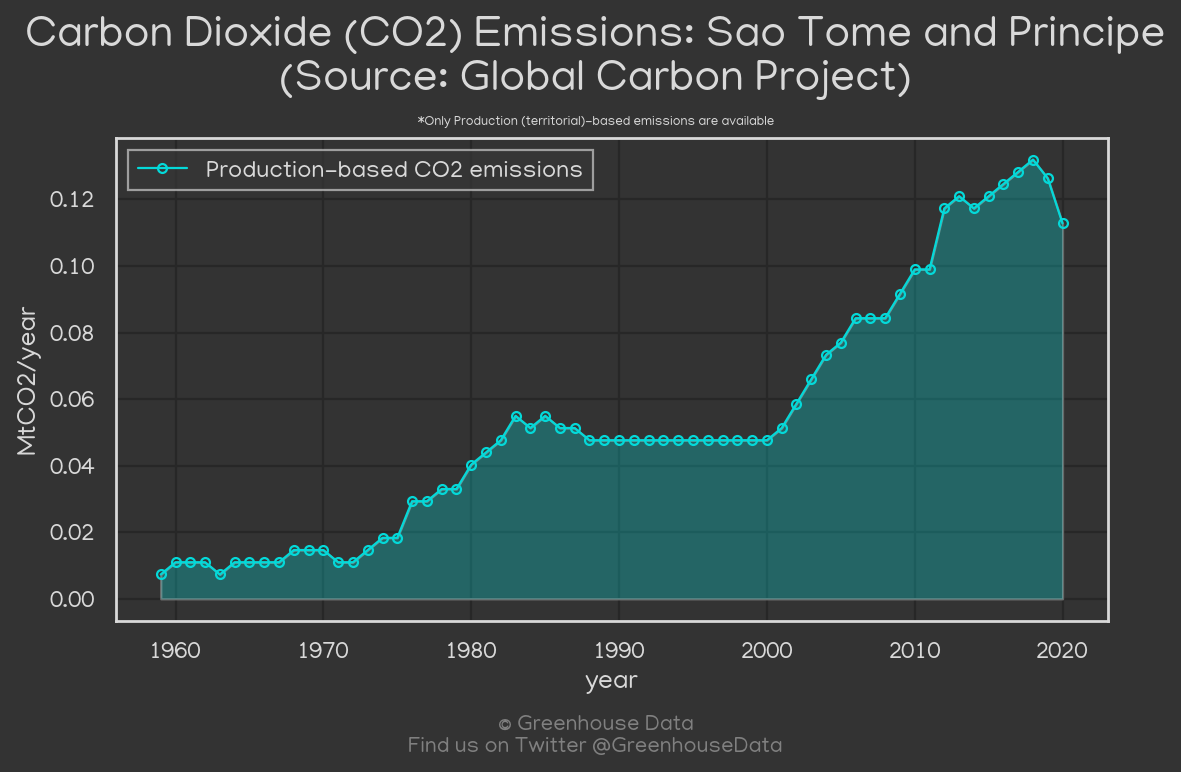 Carbon Dioxide (CO2) Emissions: Sao Tome and Principe
(Source: Global Carbon Project)
*Only Production (territorial)-based emissions are available
Production-based CO2 emissions
0.12
0.10
0.08
0.06
0.04
0.02
0.00
MtCO2/year
1960 1970 1980 1990 2000 2010 2020
year
© Greenhouse Data
Find us on Twitter @GreenhouseData